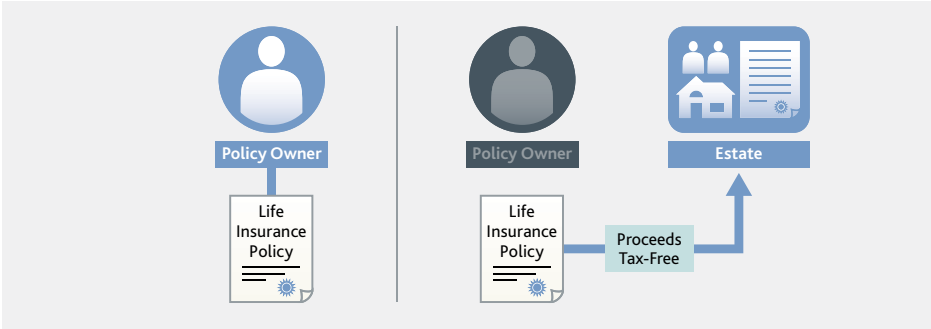 Policy Owner
Life
Insurance
Policy
Policy Owner
Estate
Life
Insurance
Policy
Proceeds
Tax-Free